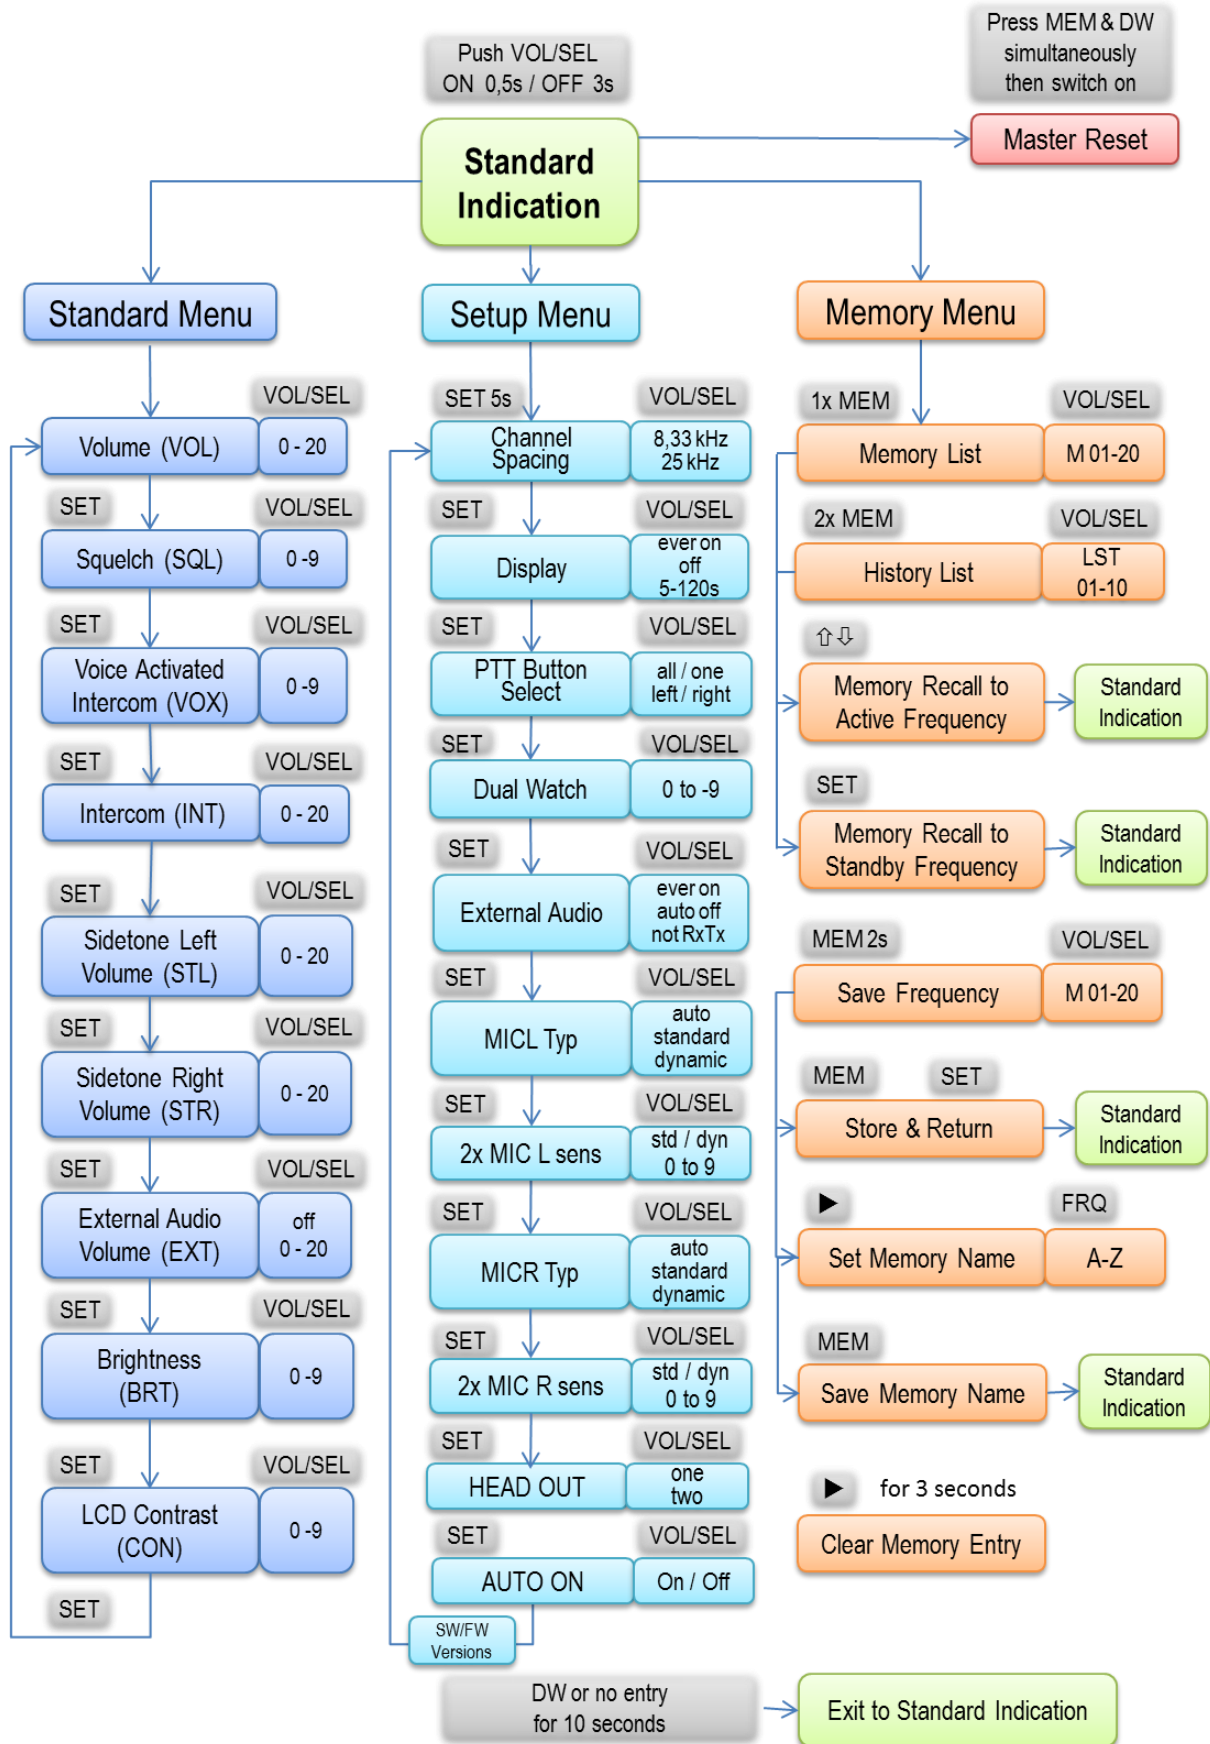 Push VOL/SEL
ON 0,5s / OFF 3s
Press MEM & DW
simultaneously
then switch on
Master Reset
Standard
Indication
Standard Menu
VOL/SEL
Volume (VOL)
0 - 20
SET
VOL/SEL
Squelch (SQL)
0 -9
SET
VOL/SEL
Voice Activated
Intercom (VOX)
0 -9
SET
VOL/SEL
Intercom (INT)
0 - 20
SET
VOL/SEL
Sidetone Left
Volume (STL)
0 - 20
SET
VOL/SEL
Sidetone Right
Volume (STR)
0 - 20
SET
VOL/SEL
External Audio
Volume (EXT)
off
0 - 20
SET
VOL/SEL
Brightness
(BRT)
0 -9
SET
VOL/SEL
LCD Contrast
(CON)
0 -9
SET
Setup Menu
SET 5s
VOL/SEL
Channel
Spacing
8,33 kHz
25 kHz
SET
VOL/SEL
Display
ever on
off
5-120s
SET
VOL/SEL
PTT Button
Select
all / one
left / right
SET
VOL/SEL
Dual Watch
0 to -9
SET
VOL/SEL
External Audio
ever on
auto off
not RxTx
SET
VOL/SEL
MICL Typ
auto
standard
dynamic
SET
VOL/SEL
2x MIC L sens
std / dyn
0 to 9
SET
VOL/SEL
MICR Typ
auto
standard
dynamic
SET
VOL/SEL
2x MIC R sens
std / dyn
0 to 9
SET
VOL/SEL
HEAD OUT
one
two
SET
VOL/SEL
AUTO ON
On / Off
SW/FW
Versions
Memory Menu
1x MEM
VOL/SEL
Memory List
M 01-20
2x MEM
VOL/SEL
History List
LST
01-10
⇧⇩
Memory Recall to
Active Frequency
Standard
Indication
SET
Memory Recall to
Standby Frequency
Standard
Indication
MEM 2s
VOL/SEL
Save Frequency
M 01-20
MEM
SET
Store & Return
Standard
Indication
▶
FRQ
Set Memory Name
A-Z
MEM
Save Memory Name
Standard
Indication
▶ for 3 seconds
Clear Memory Entry
DW or no entry
for 10 seconds
Exit to Standard Indication